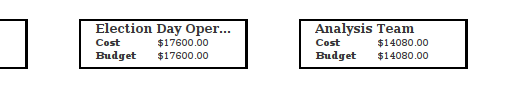 Election Day Oper...
Cost $17600.00
Budget $17600.00
Analysis Team
Cost $14080.00
Budget $14080.00